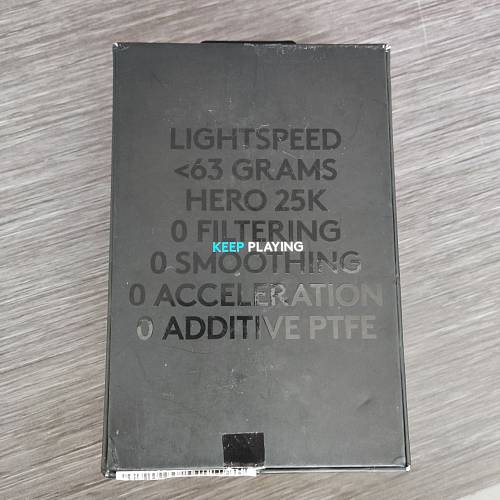 LIGHTSPEED
<63 GRAMS
HERO 25K
0 FILTERING
KEEP PLAYING
0 SMOOTHING
0 ACCELERATION
0 ADDITIVE PTFE